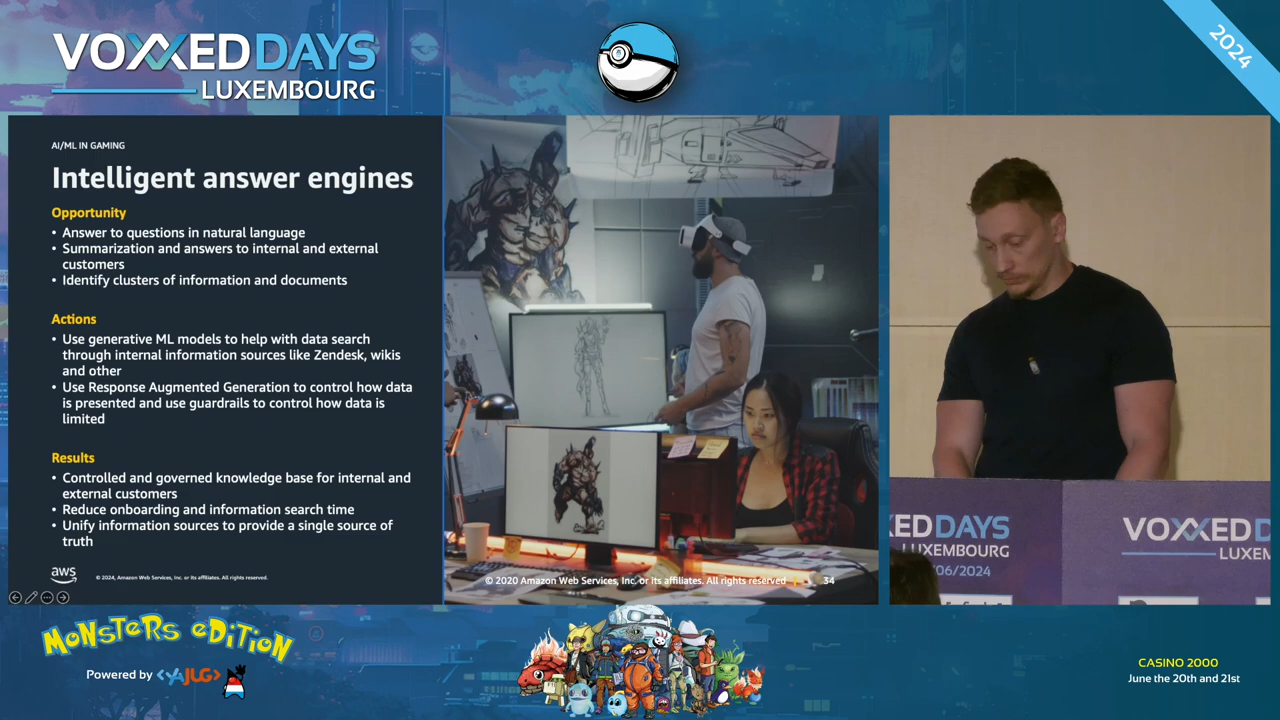 VOXXED DAYS
LUXEMBOURG
2024
AI/ML IN GAMING
Intelligent answer engines
Opportunity
• Answer to questions in natural language
• Summarization and answers to internal and external
customers
• Identify clusters of information and documents
Actions
• Use generative ML models to help with data search
through internal information sources like Zendesk, wikis
and other
• Use Response Augmented Generation to control how data
is presented and use guardrails to control how data is
limited
Results
• Controlled and governed knowledge base for internal and
external customers
• Reduce onboarding and information search time
• Unify information sources to provide a single source of
truth
aws
© 2024, Amazon Web Services, Inc. or its affiliates. All rights reserved.
© 2020 Amazon Web Services, Inc. or its affiliates. All rights reserved
34
XED DAYS
LUXEMBOURG
/06/2024
VOXXED D
LUXEM
MONSTERS EDITION
Powered by <YAJUG>
CASINO 2000
June the 20th and 21st